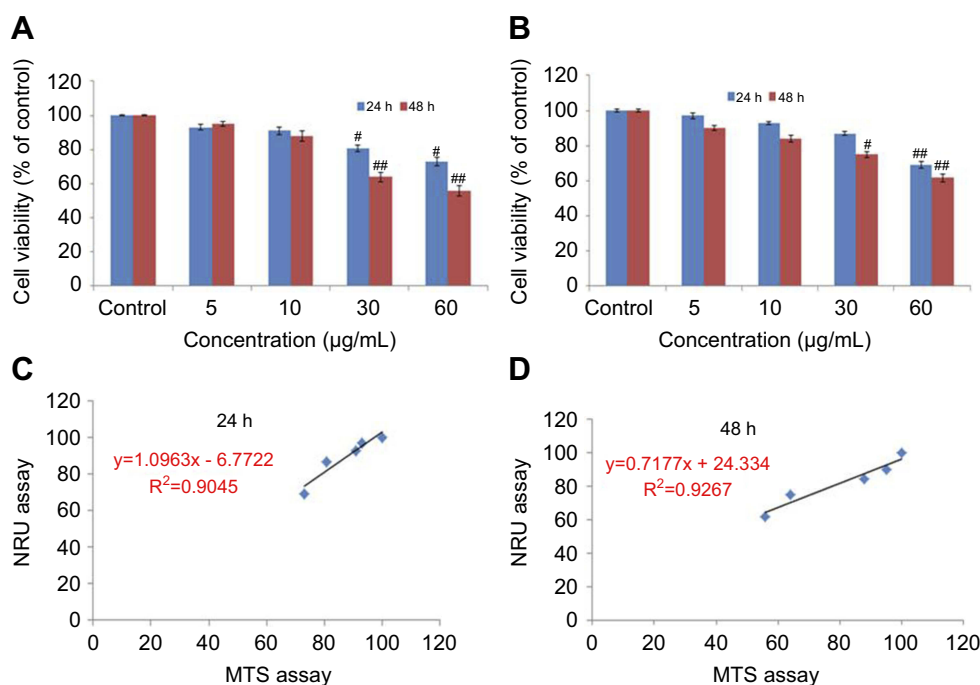 A
Cell viability (% of control)
120
100
80
60
40
20
0
24 h 48 h
#
##
#
##
Control 5 10 30 60
Concentration (µg/mL)
B
Cell viability (% of control)
120
100
80
60
40
20
0
24 h 48 h
#
##
##
Control 5 10 30 60
Concentration (µg/mL)
C
NRU assay
120
100
80
60
40
20
0
24 h
y=1.0963x - 6.7722
R²=0.9045
0 20 40 60 80 100 120
MTS assay
D
NRU assay
120
100
80
60
40
20
0
48 h
y=0.7177x + 24.334
R²=0.9267
0 20 40 60 80 100 120
MTS assay